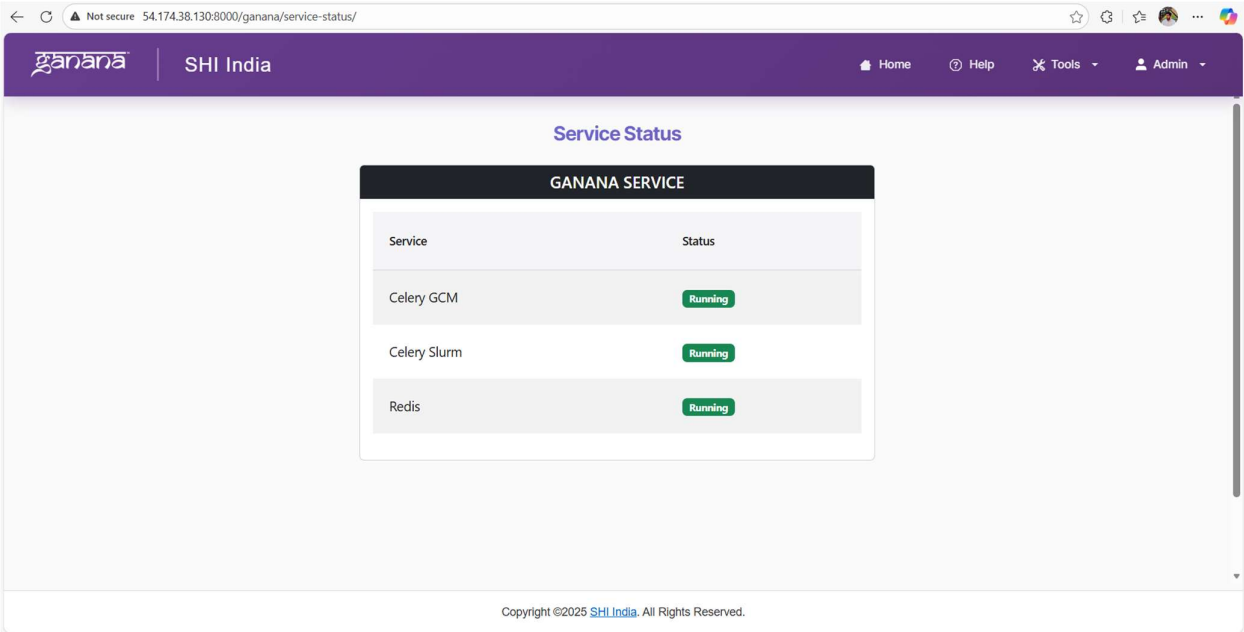 Not secure 54.174.38.130:8000/ganana/service-status/
ganana SHI India Home Help Tools Admin
Service Status
GANANA SERVICE
Service Status
Celery GCM Running
Celery Slurm Running
Redis Running
Copyright ©2025 SHI India. All Rights Reserved.